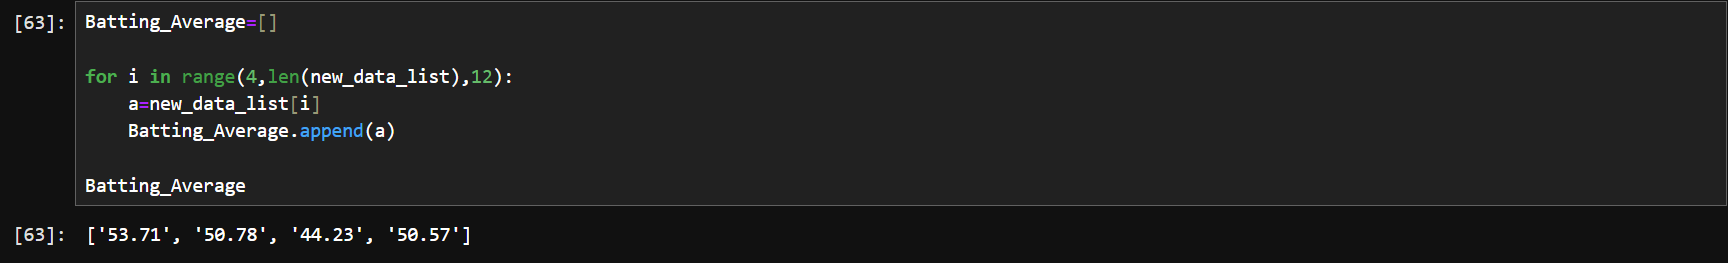 [63]: Batting_Average=[]
for i in range(4,len(new_data_list),12):
    a=new_data_list[i]
    Batting_Average.append(a)
Batting_Average
[63]: ['53.71', '50.78', '44.23', '50.57']